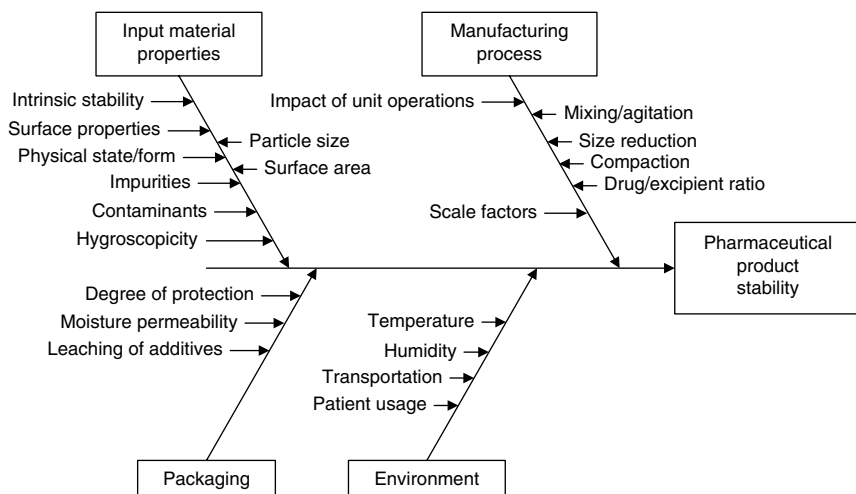 Input material
properties
Manufacturing
process
Intrinsic stability
Surface properties
Particle size
Physical state/form
Surface area
Impurities
Contaminants
Hygroscopicity
Impact of unit operations
Mixing/agitation
Size reduction
Compaction
Drug/excipient ratio
Scale factors
Pharmaceutical
product
stability
Degree of protection
Moisture permeability
Leaching of additives
Temperature
Humidity
Transportation
Patient usage
Packaging
Environment